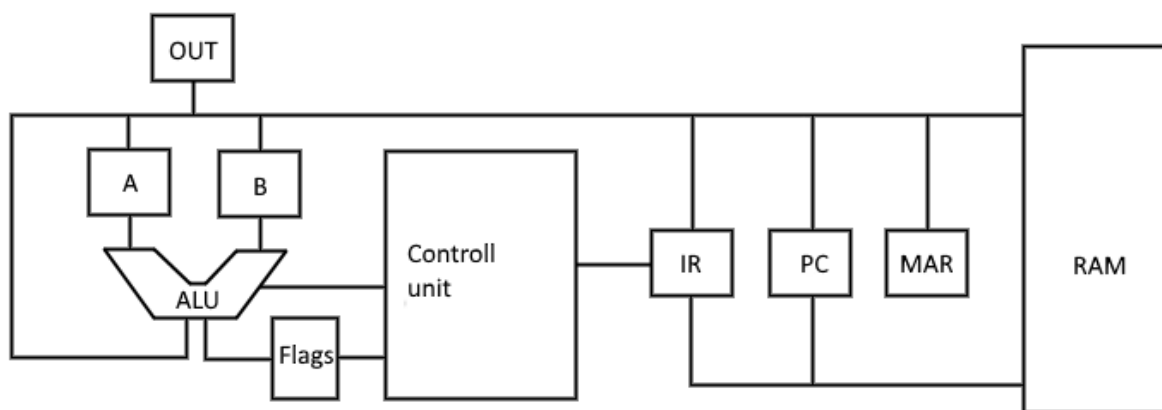 OUT
A
B
ALU
Flags
Controll
unit
IR
PC
MAR
RAM